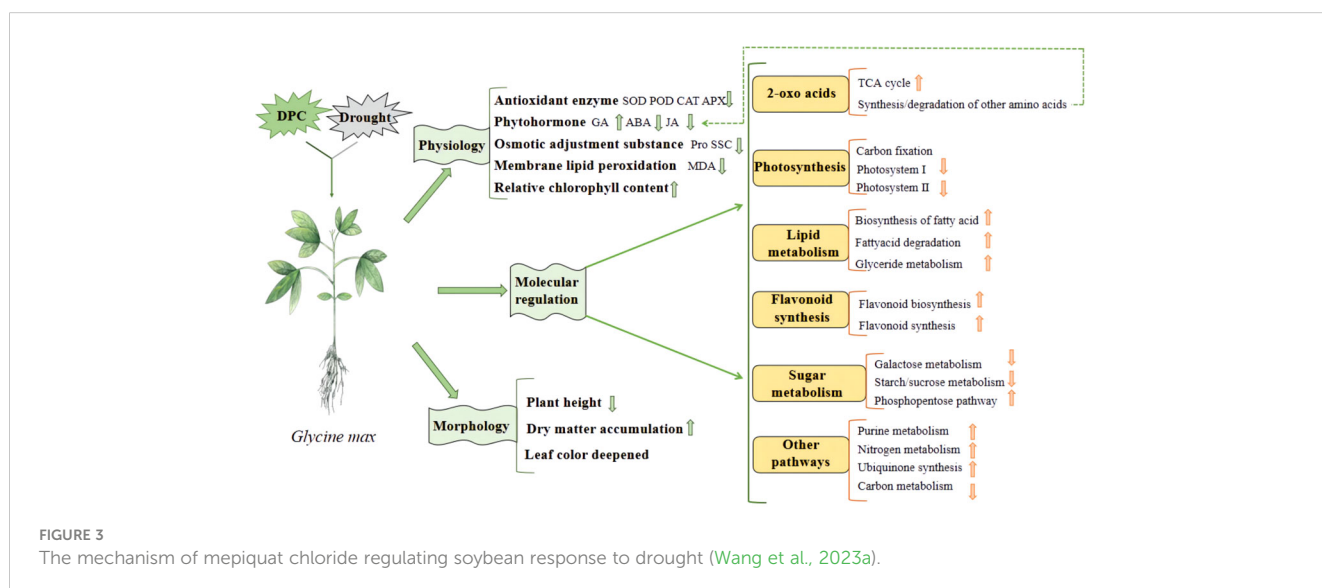 DPC
Drought
Glycine max
Physiology
Antioxidant enzyme SOD POD CAT APX
Phytohormone GA ABA JA
Osmotic adjustment substance Pro SSC
Membrane lipid peroxidation MDA
Relative chlorophyll content
Molecular
regulation
Morphology
Plant height
Dry matter accumulation
Leaf color deepened
2-oxo acids
TCA cycle
Synthesis/degradation of other amino acids
Photosynthesis
Carbon fixation
Photosystem I
Photosystem II
Lipid
metabolism
Biosynthesis of fatty acid
Fattyacid degradation
Glyceride metabolism
Flavonoid
synthesis
Flavonoid biosynthesis
Flavonoid synthesis
Sugar
metabolism
Galactose metabolism
Starch/sucrose metabolism
Phosphopentose pathway
Other
pathways
Purine metabolism
Nitrogen metabolism
Ubiquinone synthesis
Carbon metabolism
FIGURE 3
The mechanism of mepiquat chloride regulating soybean response to drought (Wang et al., 2023a).